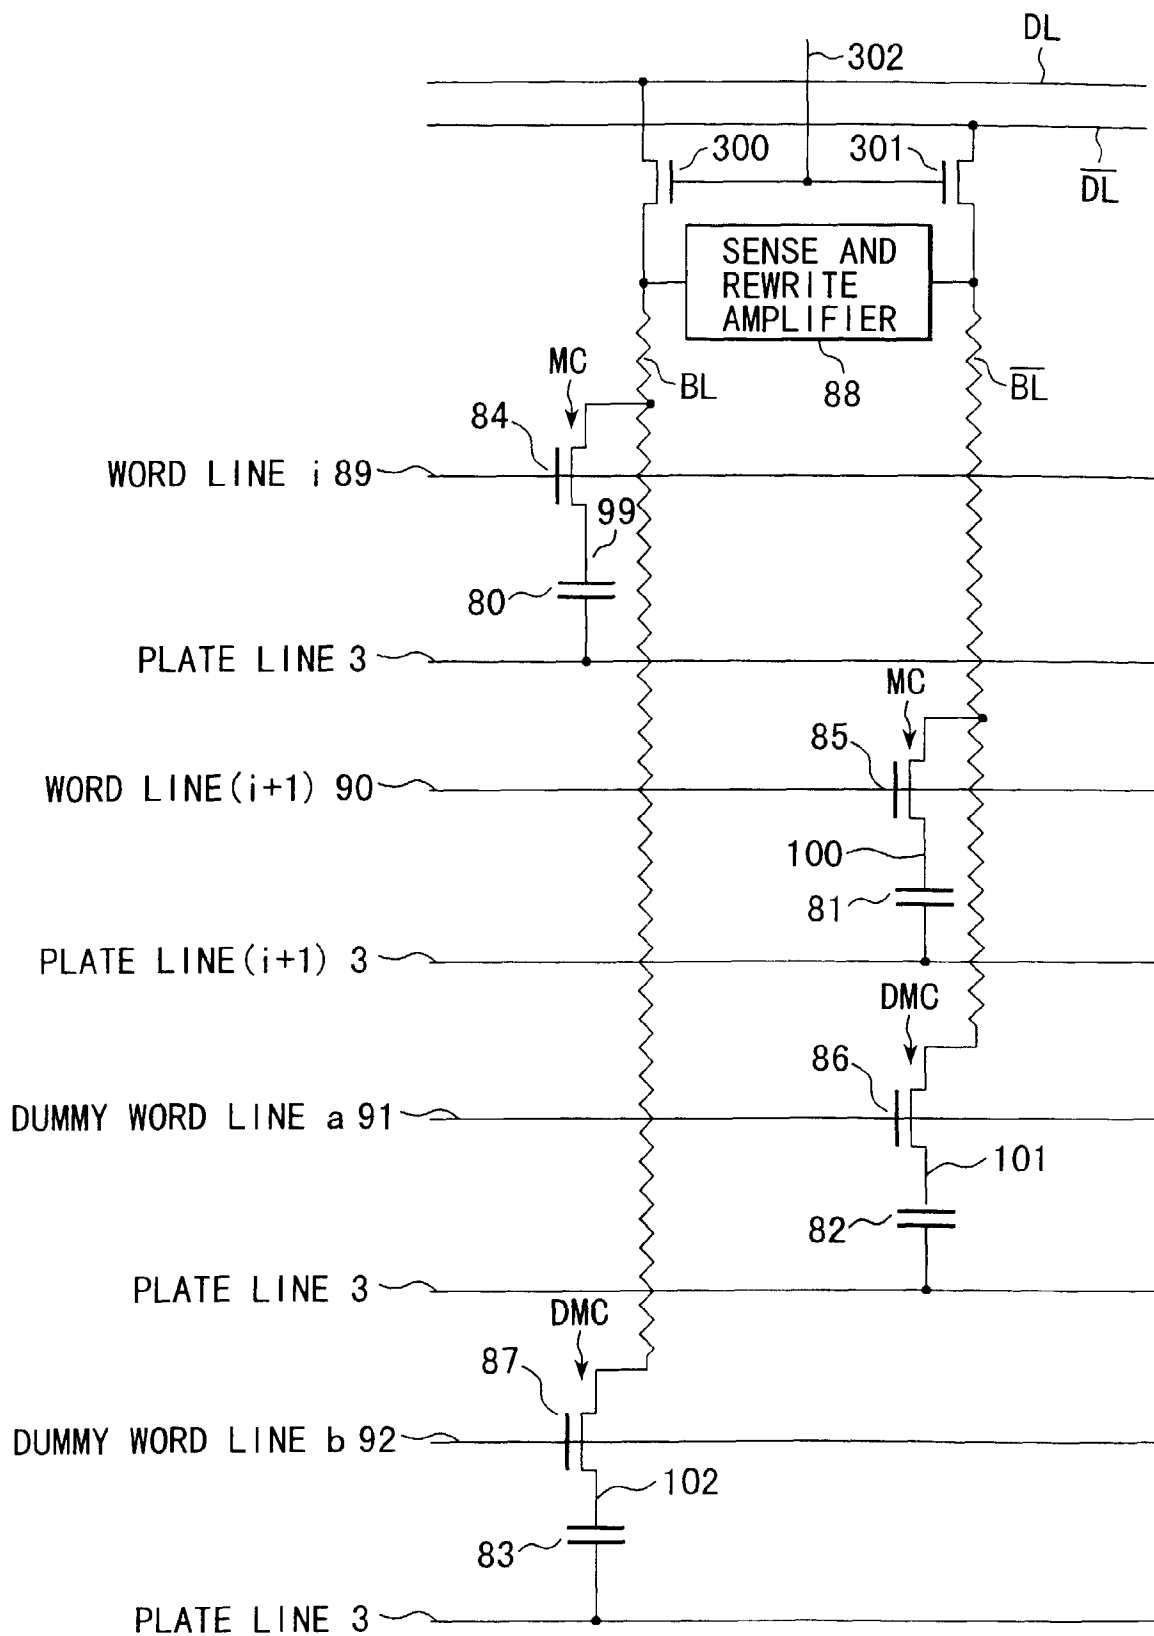 DL
302
300
301
D̅L̅
SENSE AND
REWRITE
AMPLIFIER
MC
BL
88
B̅L̅
84
WORD LINE i 89
99
80
PLATE LINE 3
MC
85
WORD LINE(i+1) 90
100
81
PLATE LINE(i+1) 3
DMC
86
DUMMY WORD LINE a 91
101
82
PLATE LINE 3
DMC
87
DUMMY WORD LINE b 92
102
83
PLATE LINE 3